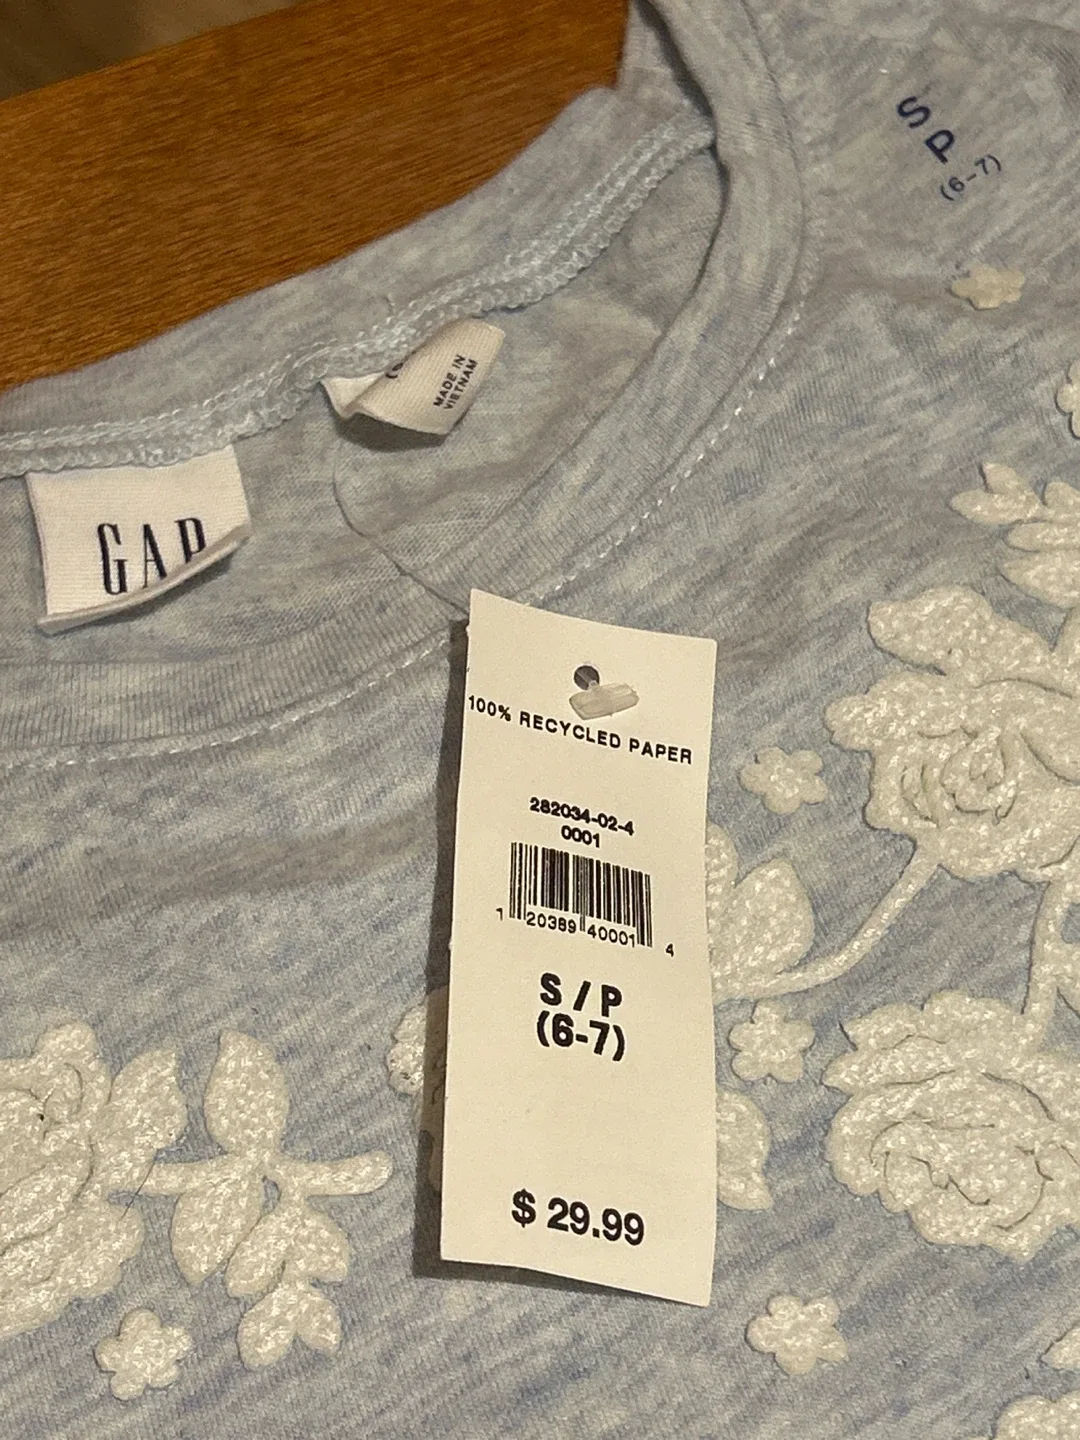 S
P
(6-7)
MADE IN
VIETNAM
GAP
100% RECYCLED PAPER
282034-02-4
0001
1 20389 40001 4
S / P
(6-7)
$ 29.99